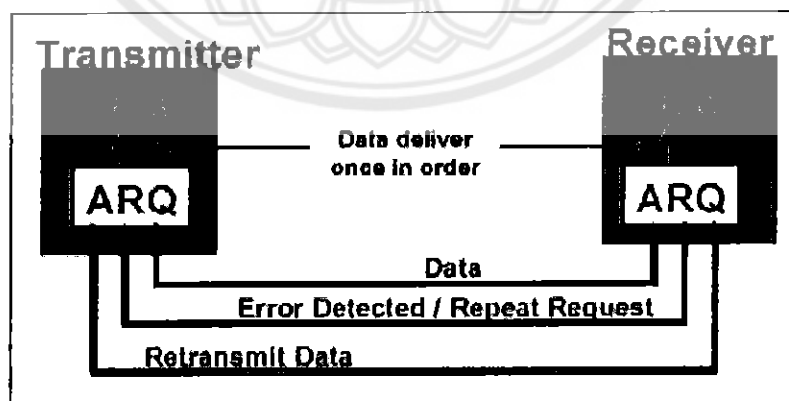 Transmitter
Receiver
Data deliver
once in order
ARQ
ARQ
Data
Error Detected / Repeat Request
Retransmit Data